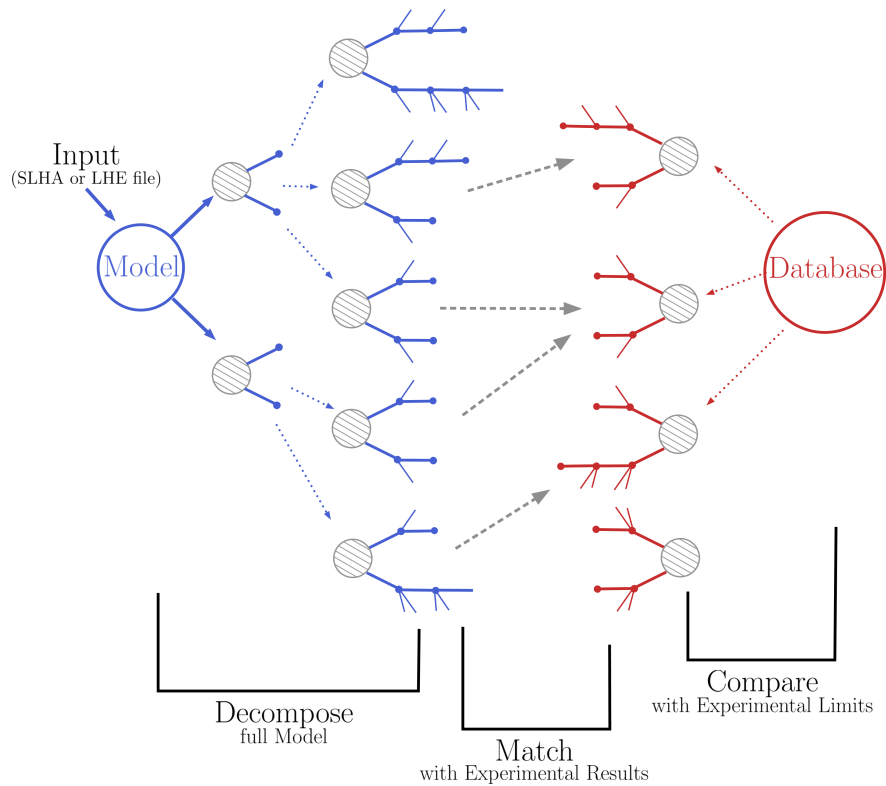 Input
(SLHA or LHE file)
Model
Database
Decompose
full Model
Match
with Experimental Results
Compare
with Experimental Limits